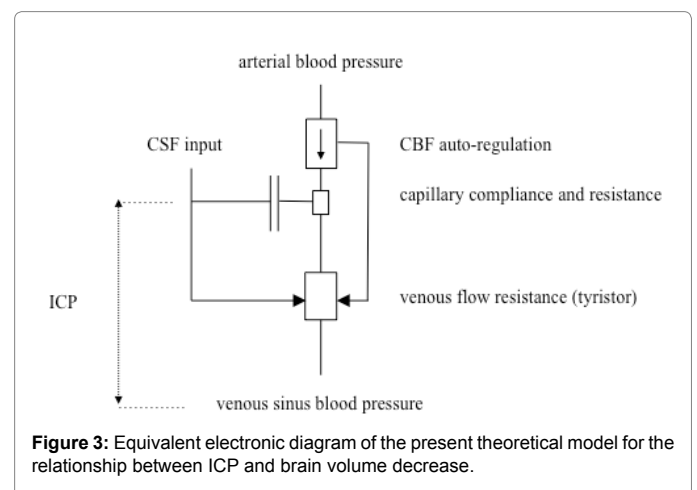 arterial blood pressure
CSF input
CBF auto-regulation
capillary compliance and resistance
ICP
venous flow resistance (tyristor)
venous sinus blood pressure
Figure 3: Equivalent electronic diagram of the present theoretical model for the
relationship between ICP and brain volume decrease.